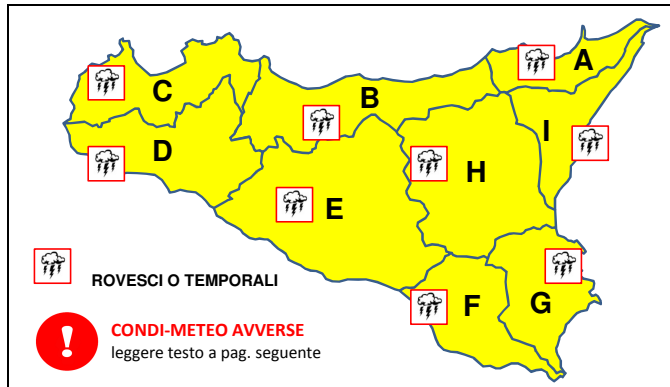 A
B
C
I
D
H
E
F
G
ROVESCI O TEMPORALI
!
CONDI-METEO AVVERSE
leggere testo a pag. seguente